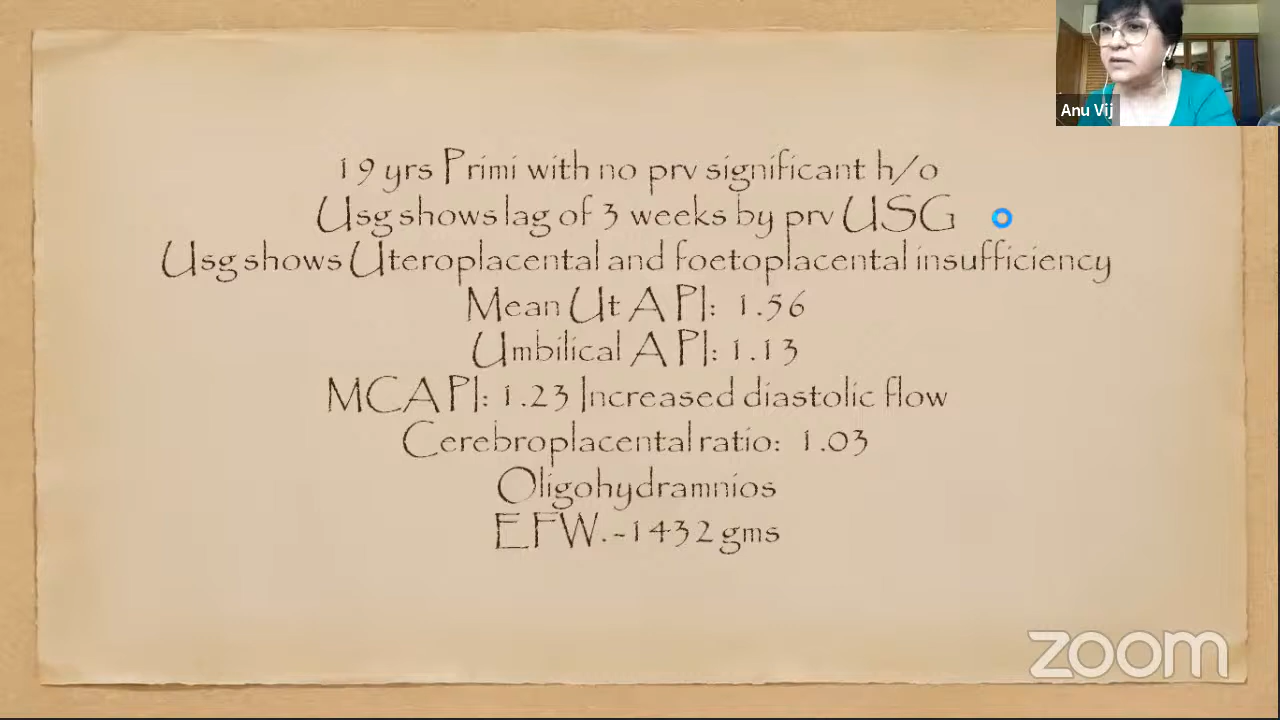 Anu Vij
19 yrs Primi with no prv significant h/o
Usg shows lag of 3 weeks by prv USG
Usg shows Uteroplacental and foetoplacental insufficiency
Mean Ut A PI: 1.56
Umbilical A PI: 1.13
MCA PI: 1.23 Increased diastolic flow
Cerebroplacental ratio: 1.03
Oligohydramnios
EFW.-1432 gms
zoom